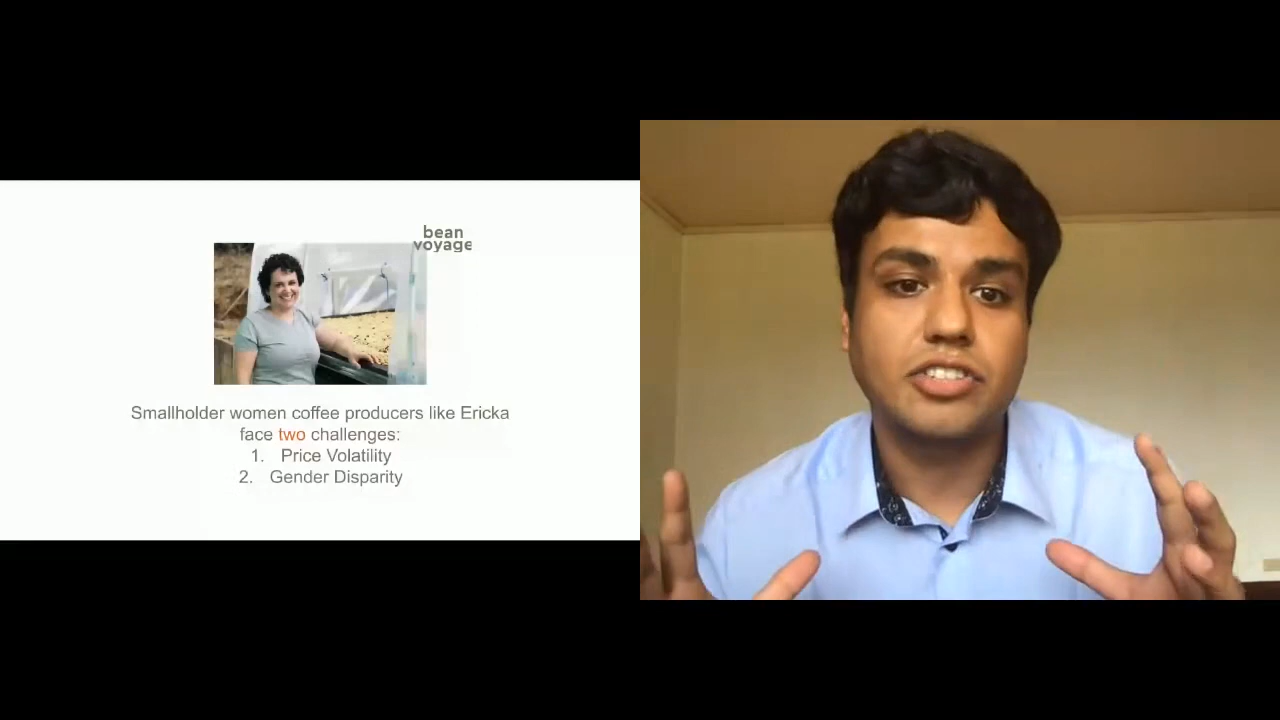 bean
voyage
Smallholder women coffee producers like Ericka
face two challenges:
1. Price Volatility
2. Gender Disparity